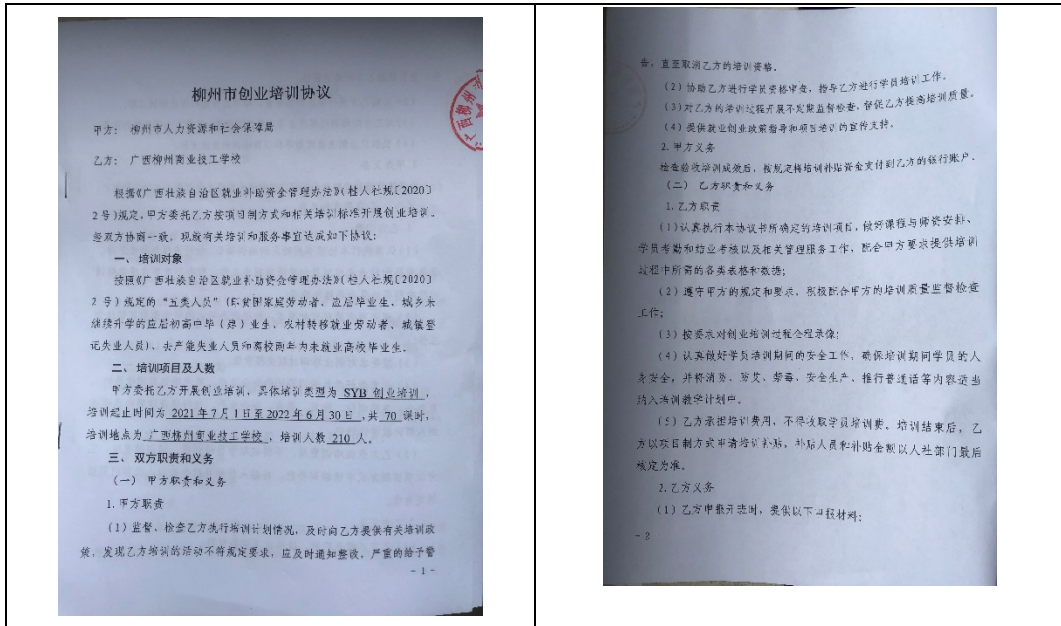 柳州市创业培训协议
广西柳州市
甲方： 柳州市人力资源和社会保障局
乙方： 广西柳州商业技工学校
根据《广西壮族自治区就业补助资金管理办法》（桂人社规〔2020〕
2号）规定，甲方委托乙方按项目制方式和相关培训标准开展创业培训。
经双方协商一致，现就有关培训和服务事宜达成如下协议：
一、 培训对象
按照《广西壮族自治区就业补助资金管理办法》（桂人社规〔2020〕
2号）规定的“五类人员”（即贫困家庭劳动者、应届毕业生、城乡未
继续升学的应届初高中毕（肄）业生、农村转移就业劳动者、城镇登
记失业人员）、去产能失业人员和离校两年内未就业高校毕业生。
二、 培训项目及人数
甲方委托乙方开展创业培训，具体培训类型为 SYB 创业培训，
培训起止时间为 2021年7月1日至2022年6月30日，共 70 课时，
培训地点为 广西柳州商业技工学校，培训人数 210 人。
三、 双方职责和义务
（一） 甲方职责和义务
1.甲方职责
（1）监督、检查乙方执行培训计划情况，及时向乙方提供有关培训政
策，发现乙方培训的活动不符规定要求，应及时通知整改，严重的给予警
- 1 -
告，直至取消乙方的培训资格。
（2）协助乙方进行学员资格审查，指导乙方进行学员培训工作。
（3）对乙方的培训过程开展不定期监督检查，督促乙方提高培训质量。
（4）提供就业创业政策指导和项目培训的宣传支持。
2.甲方义务
检查验收培训成效后，按规定将培训补贴资金支付到乙方的银行账户。
（二） 乙方职责和义务
1.乙方职责
（1）认真执行本协议书所确定的培训项目，做好课程与师资安排、
学员考勤和结业考核以及相关管理服务工作，配合甲方要求提供培训
过程中所需的各类表格和数据；
（2）遵守甲方的规定和要求，积极配合甲方的培训质量监督检查
工作；
（3）按要求对创业培训过程全程录像；
（4）认真做好学员培训期间的安全工作，确保培训期间学员的人
身安全，并将消防、防艾、禁毒、安全生产、推行普通话等内容适当
纳入培训教学计划中。
（5）乙方承担培训费用，不得收取学员培训费。培训结束后，乙
方以项目制方式申请培训补贴，补贴人员和补贴金额以人社部门最后
核定为准。
2.乙方义务
（1）乙方申报开班时，提供以下申报材料：
- 2